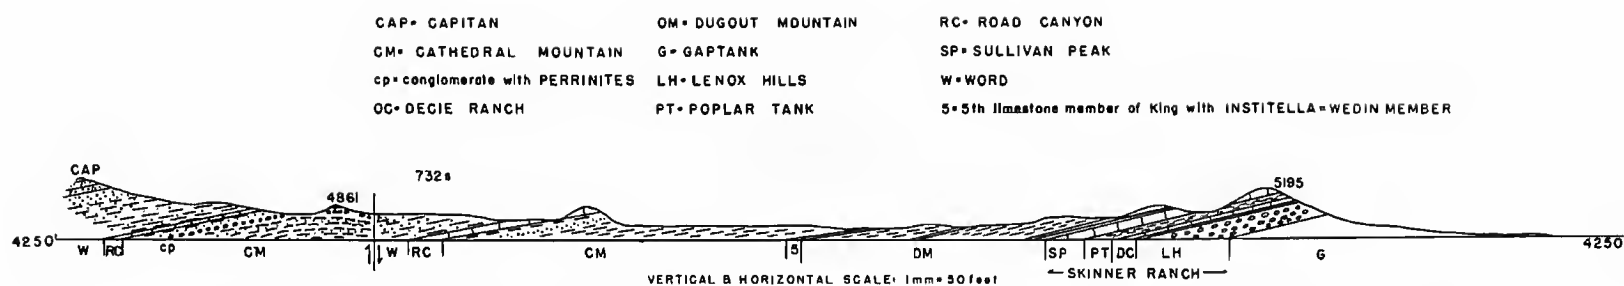 CAP= CAPITAN DM= DUGOUT MOUNTAIN RC= ROAD CANYON
CM= CATHEDRAL MOUNTAIN G= GAPTANK SP= SULLIVAN PEAK
cp= conglomerate with PERRINITES LH= LENOX HILLS W= WORD
DC= DECIE RANCH PT= POPLAR TANK 5= 5th limestone member of King with INSTITELLA = WEDIN MEMBER
CAP 732s 5195
4861
4250' 4250'
W RC cp CM W RC CM 5 DM SP PT DC LH G
SKINNER RANCH
VERTICAL & HORIZONTAL SCALE: 1mm= 50 feet